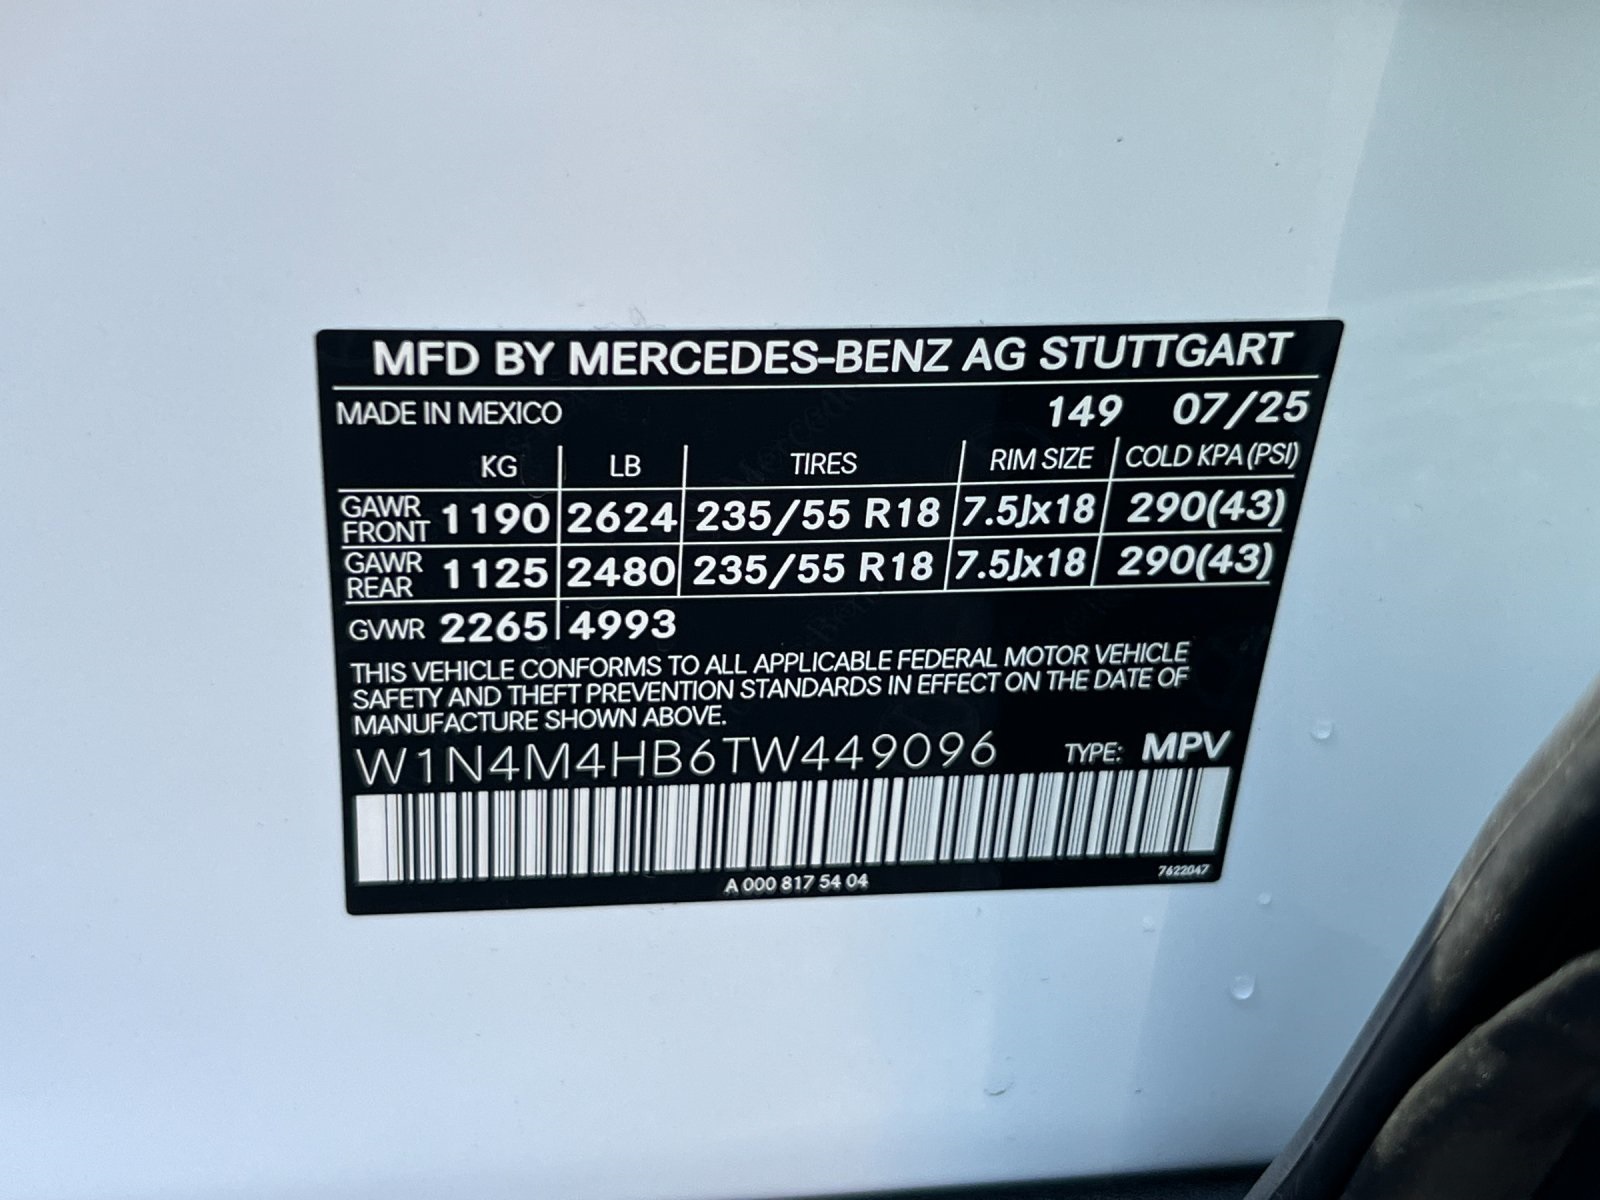 MFD BY MERCEDES-BENZ AG STUTTGART
MADE IN MEXICO 149 07/25
KG LB TIRES RIM SIZE COLD KPA (PSI)
GAWR FRONT 1190 2624 235/55 R18 7.5Jx18 290(43)
GAWR REAR 1125 2480 235/55 R18 7.5Jx18 290(43)
GVWR 2265 4993
THIS VEHICLE CONFORMS TO ALL APPLICABLE FEDERAL MOTOR VEHICLE
SAFETY AND THEFT PREVENTION STANDARDS IN EFFECT ON THE DATE OF
MANUFACTURE SHOWN ABOVE.
W1N4M4HB6TW449096 TYPE: MPV
A 000 817 54 04 7622047